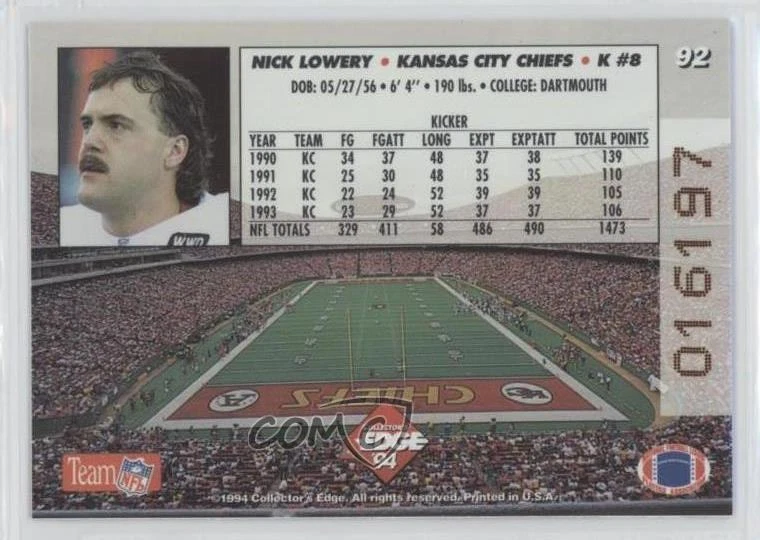 NICK LOWERY • KANSAS CITY CHIEFS • K #8
92
DOB: 05/27/56 • 6' 4" • 190 lbs. • COLLEGE: DARTMOUTH
KICKER
YEAR TEAM FG FGATT LONG EXPT EXPTATT TOTAL POINTS
1990 KC 34 37 48 37 38 139
1991 KC 25 30 48 35 35 110
1992 KC 22 24 52 39 39 105
1993 KC 23 29 52 37 37 106
NFL TOTALS 329 411 58 486 490 1473
016197
CHIEFS
COLLECTOR'S
EDGE
94
COMC
Team NFL
©1994 Collector's Edge. All rights reserved. Printed in U.S.A.